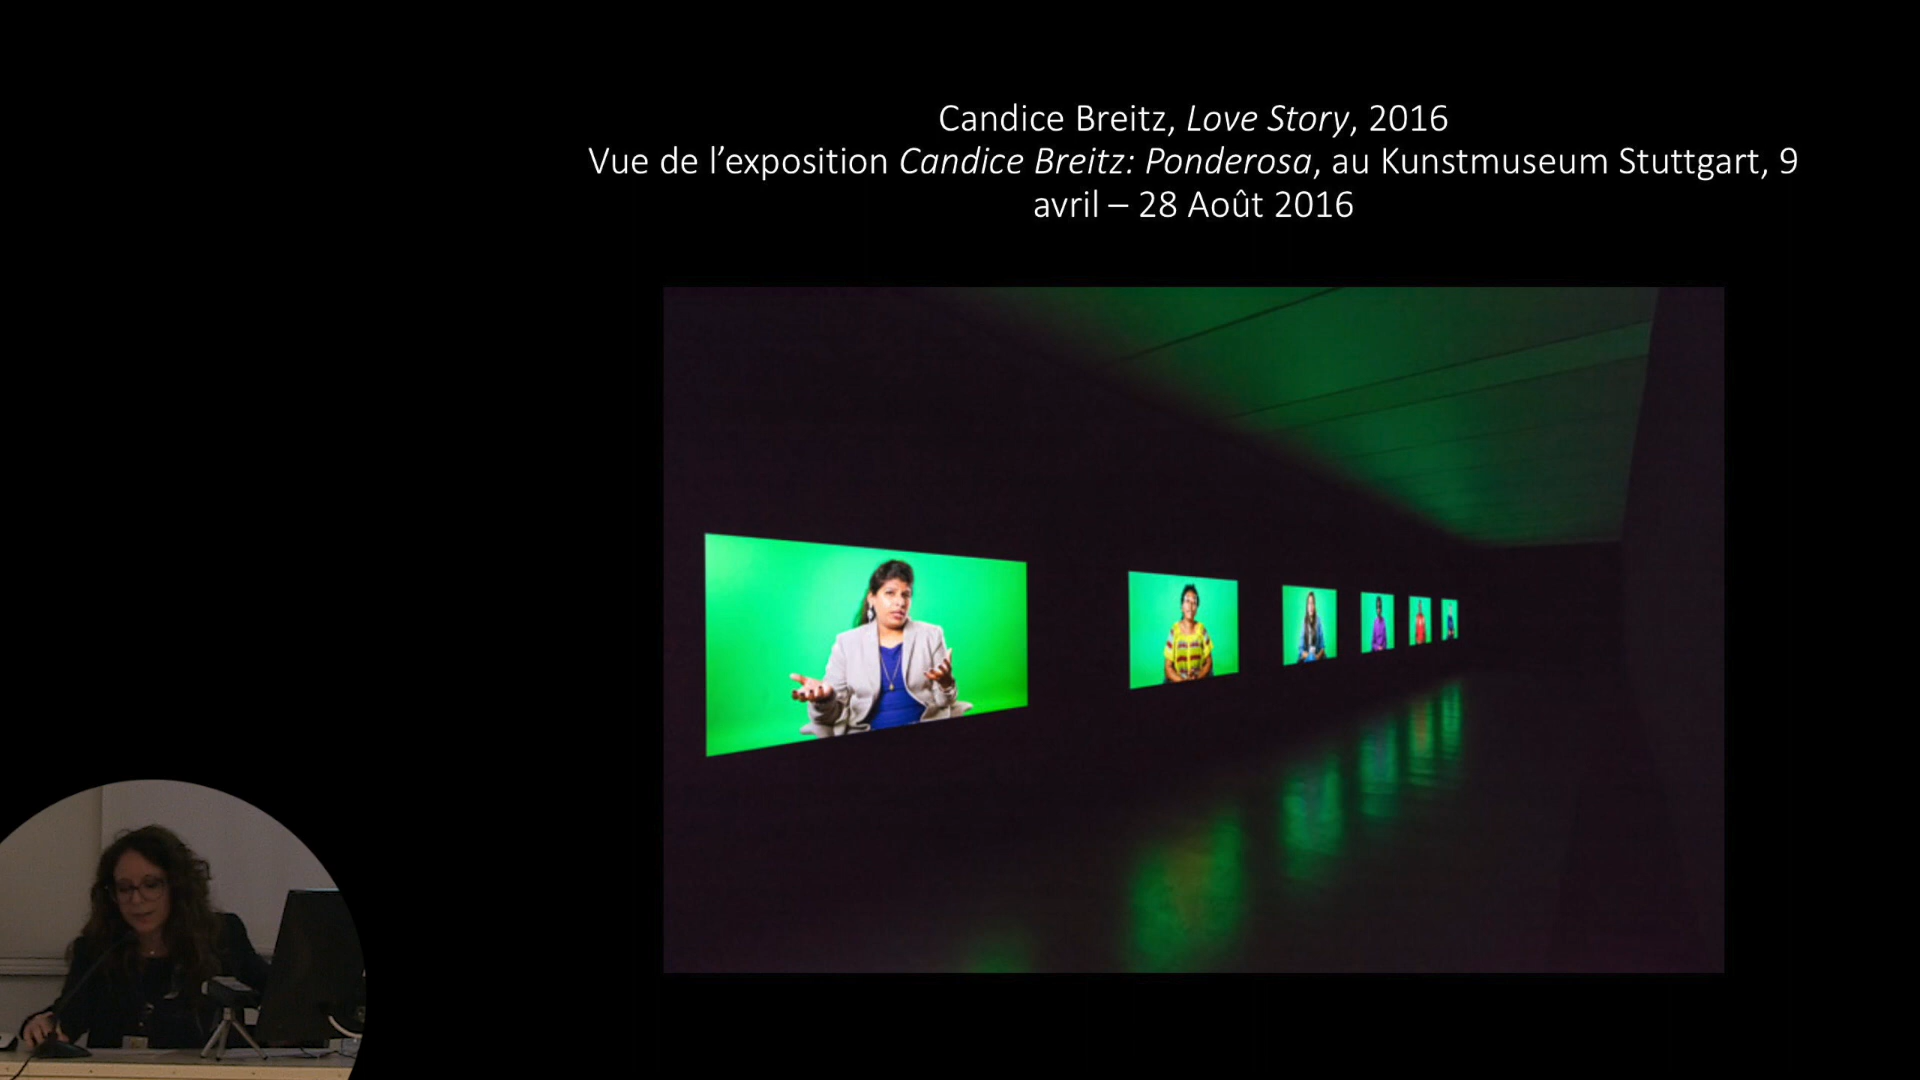 Candice Breitz, Love Story, 2016
Vue de l’exposition Candice Breitz: Ponderosa, au Kunstmuseum Stuttgart, 9
avril – 28 Août 2016